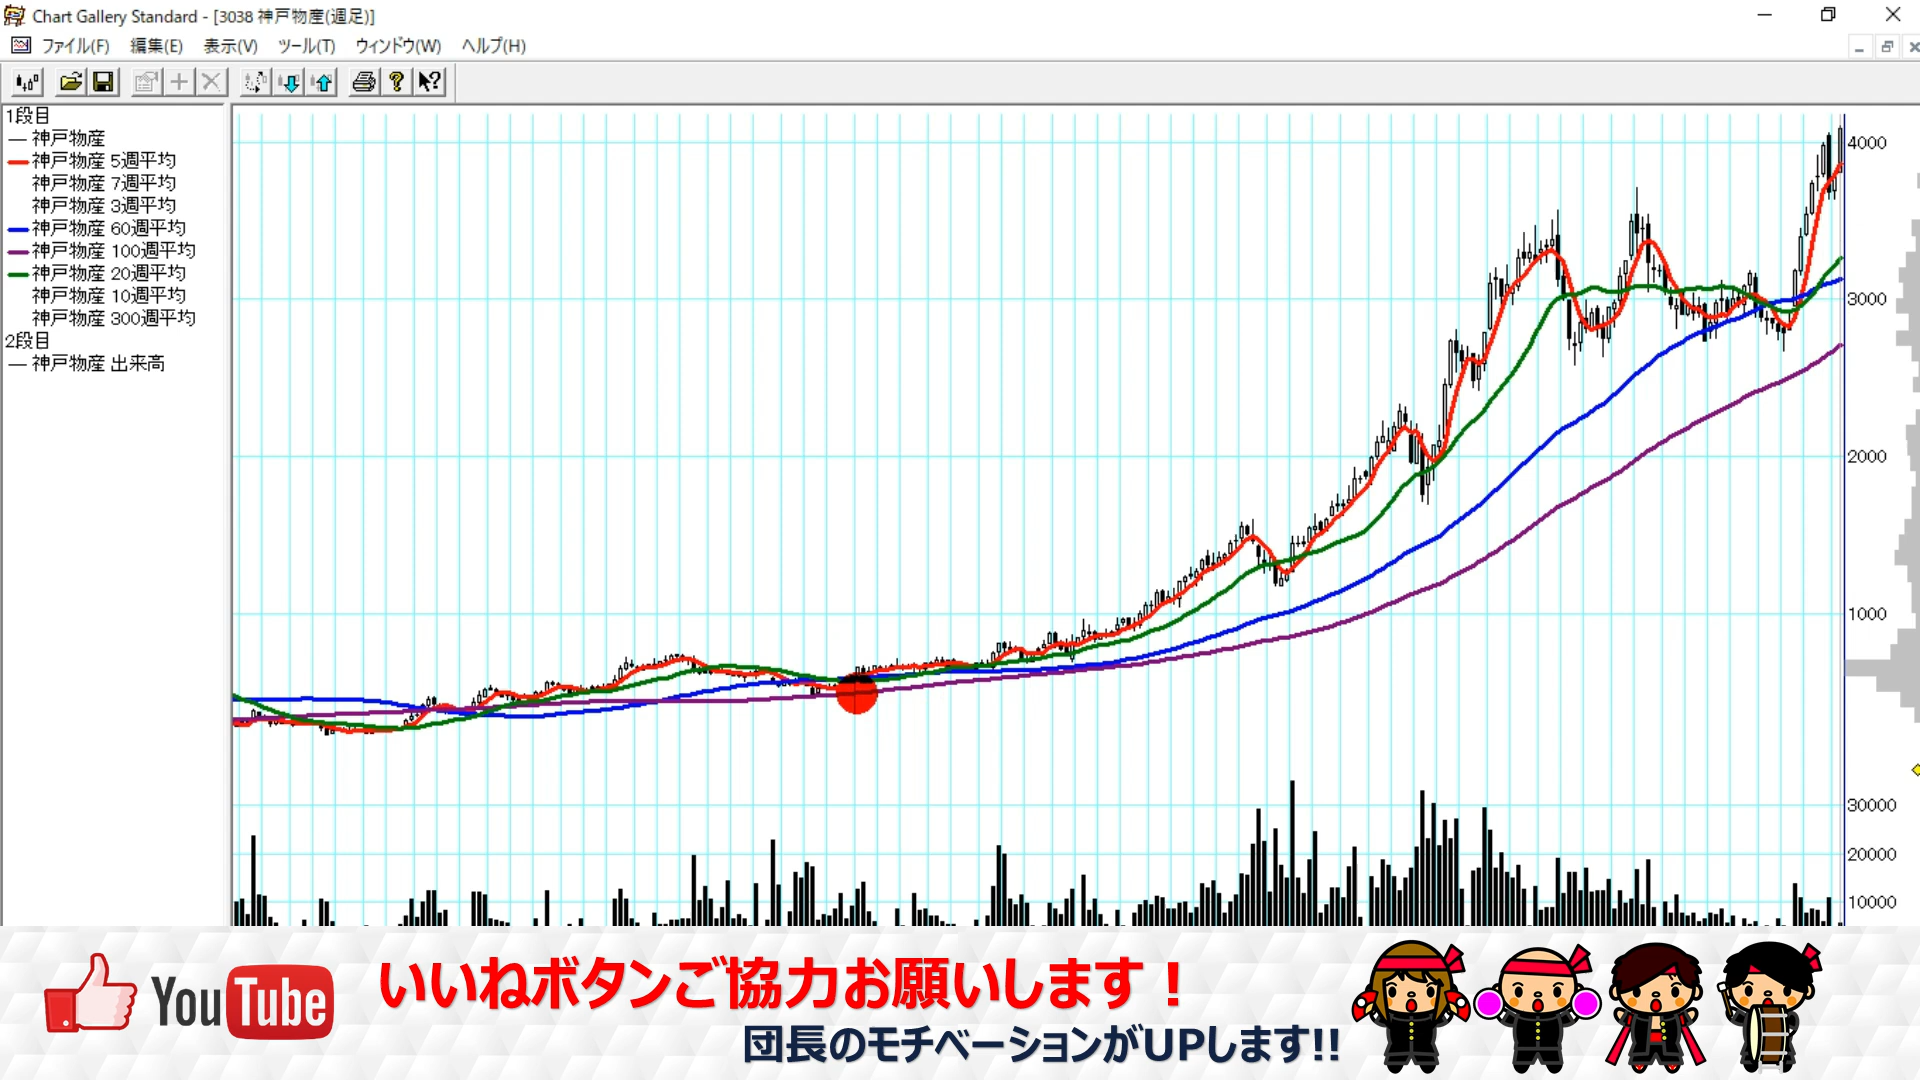 Chart Gallery Standard - [3038 神戸物産(週足)]
ファイル(F) 編集(E) 表示(V) ツール(T) ウィンドウ(W) ヘルプ(H)
1段目
神戸物産
神戸物産 5週平均
神戸物産 7週平均
神戸物産 3週平均
神戸物産 60週平均
神戸物産 100週平均
神戸物産 20週平均
神戸物産 10週平均
神戸物産 300週平均
2段目
神戸物産 出来高
4000
3000
2000
1000
30000
20000
10000
YouTube
いいねボタンご協力お願いします！
団長のモチベーションがUPします!!